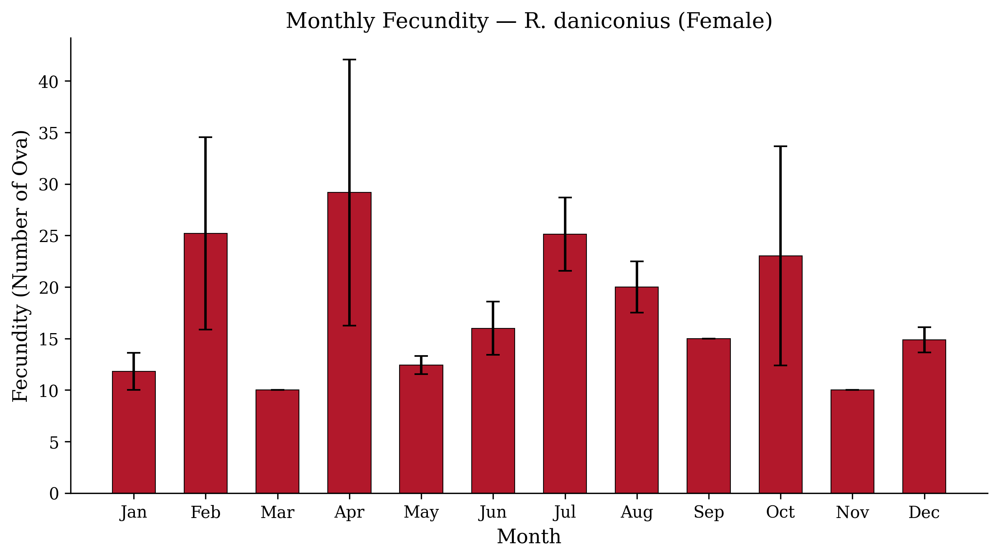 Monthly Fecundity — R. daniconius (Female)
Fecundity (Number of Ova)
40
35
30
25
20
15
10
5
0
Jan Feb Mar Apr May Jun Jul Aug Sep Oct Nov Dec
Month